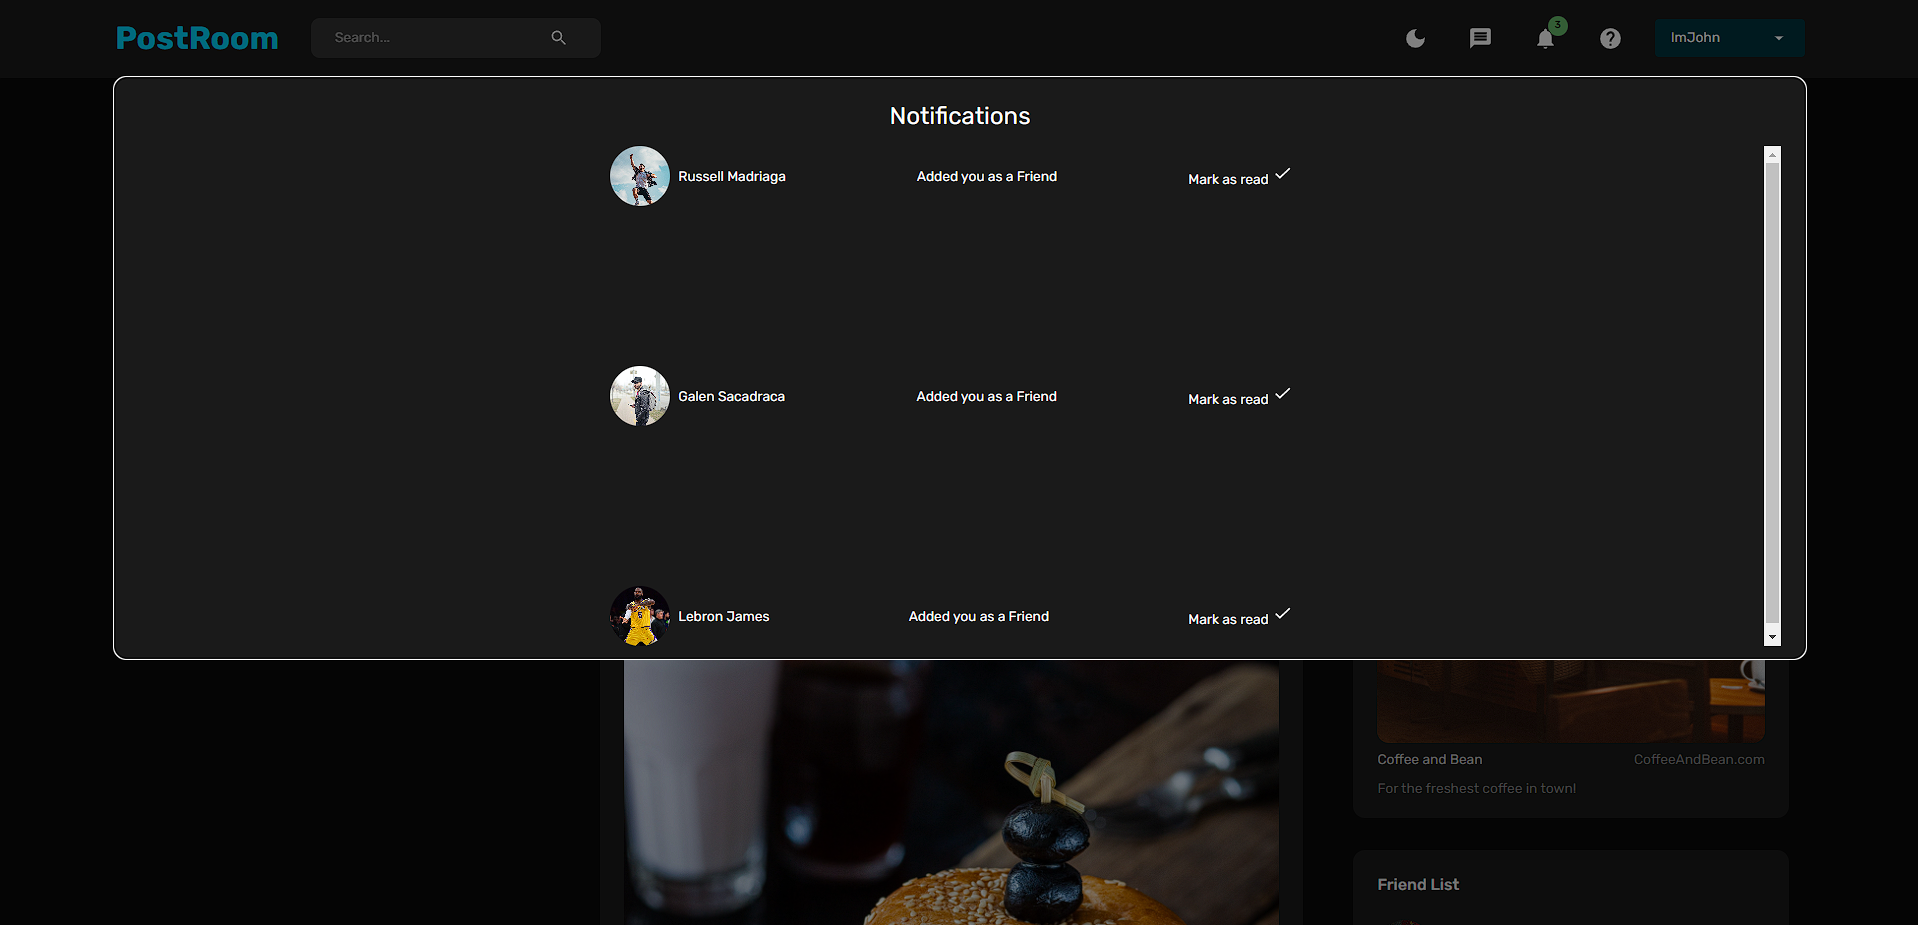 PostRoom
Search...
3
ImJohn
Notifications
Russell Madriaga Added you as a Friend Mark as read
Galen Sacadraca Added you as a Friend Mark as read
Lebron James Added you as a Friend Mark as read
Coffee and Bean CoffeeAndBean.com
For the freshest coffee in town!
Friend List